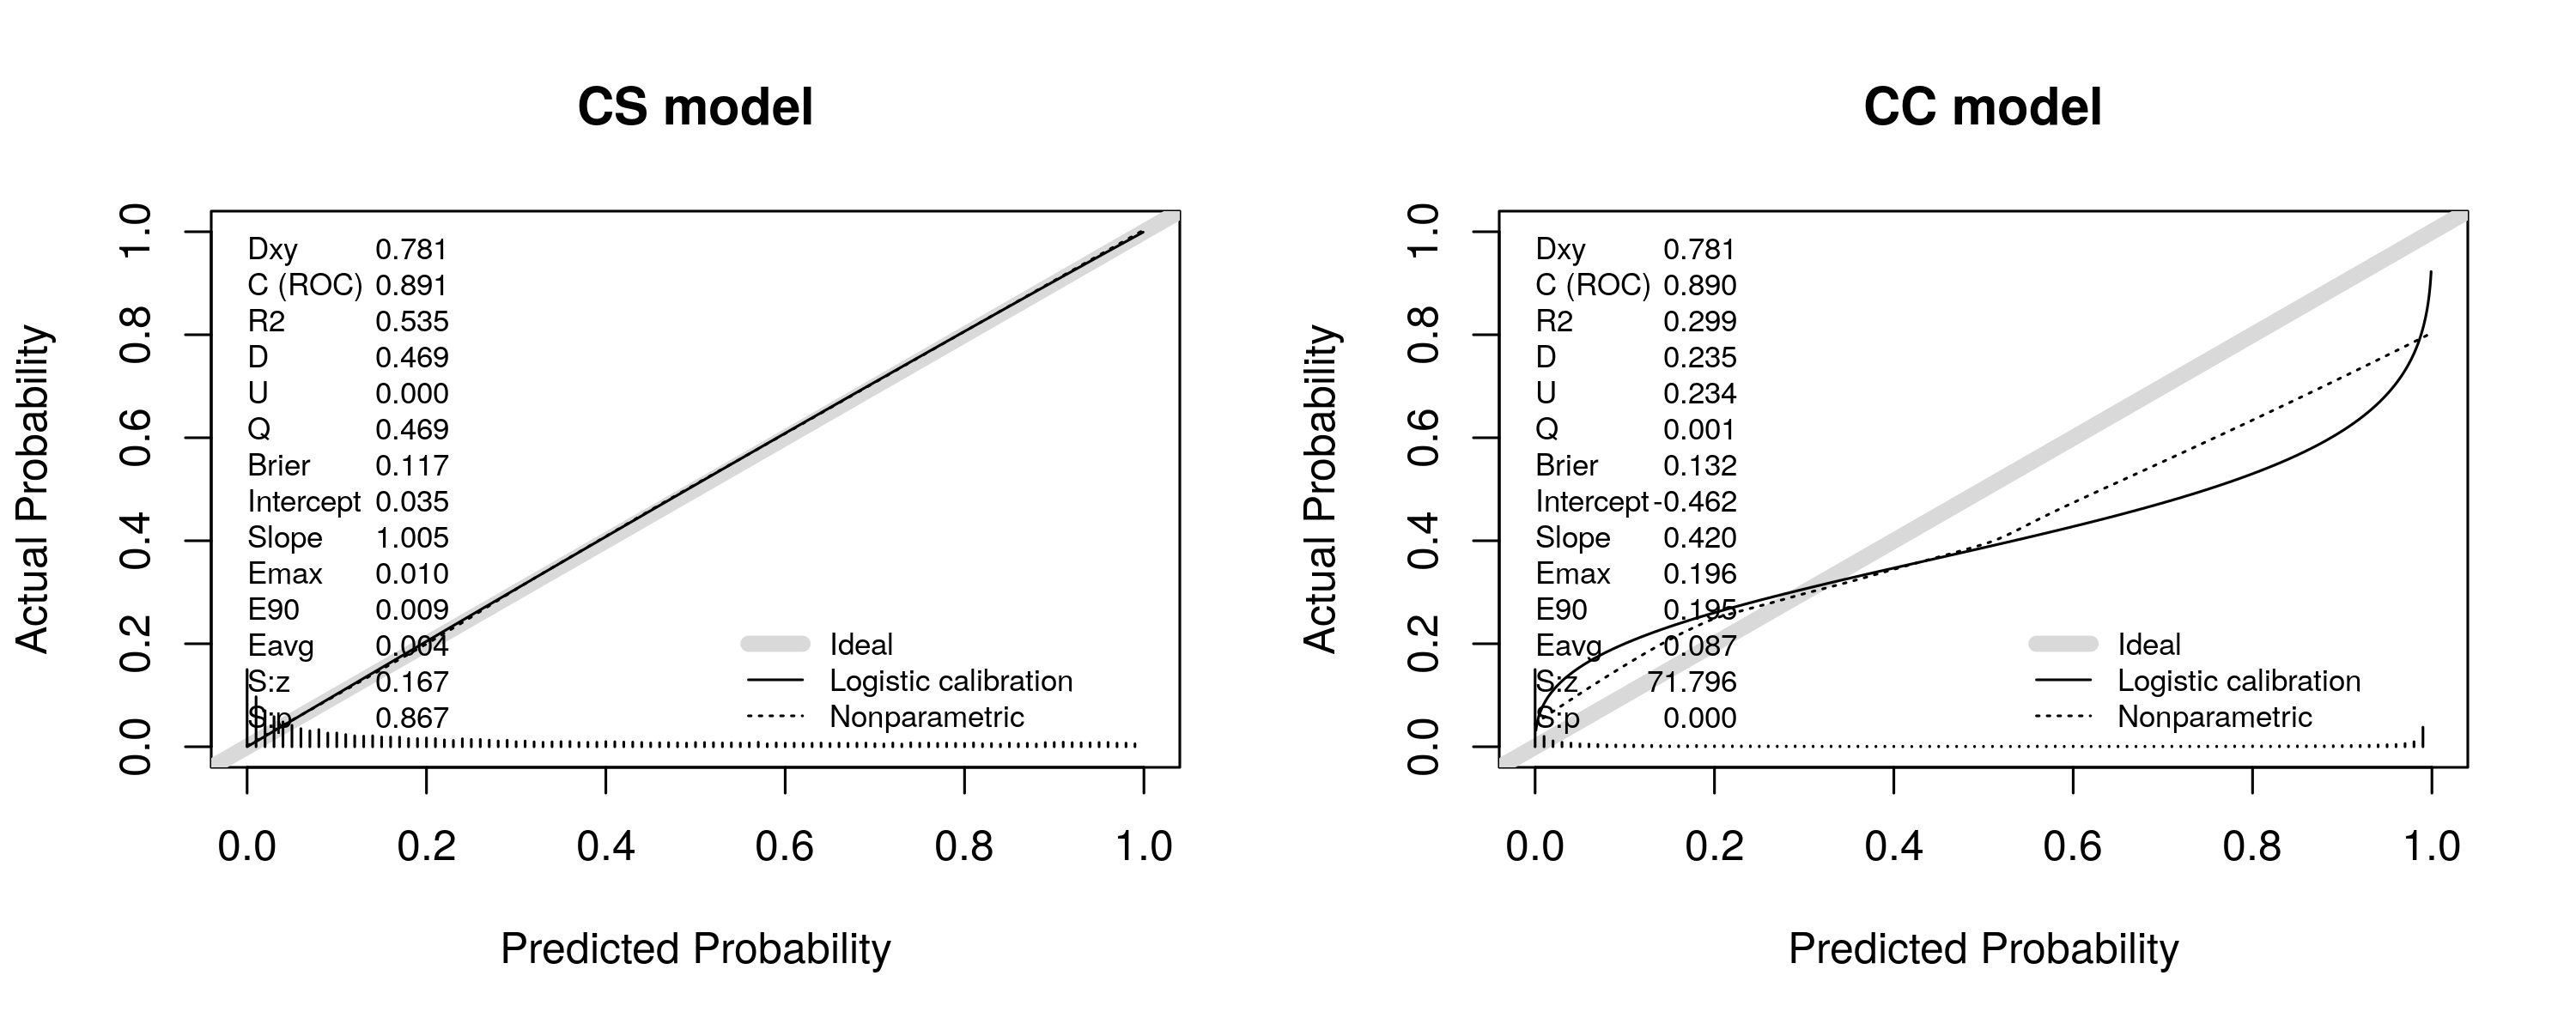 CS model
Actual Probability
1.0
0.8
0.6
0.4
0.2
0.0
Dxy 0.781
C (ROC) 0.891
R2 0.535
D 0.469
U 0.000
Q 0.469
Brier 0.117
Intercept 0.035
Slope 1.005
Emax 0.010
E90 0.009
Eavg 0.004
S:z 0.167
S:p 0.867
Ideal
Logistic calibration
Nonparametric
0.0 0.2 0.4 0.6 0.8 1.0
Predicted Probability
CC model
Actual Probability
1.0
0.8
0.6
0.4
0.2
0.0
Dxy 0.781
C (ROC) 0.890
R2 0.299
D 0.235
U 0.234
Q 0.001
Brier 0.132
Intercept -0.462
Slope 0.420
Emax 0.196
E90 0.195
Eavg 0.087
S:z 71.796
S:p 0.000
Ideal
Logistic calibration
Nonparametric
0.0 0.2 0.4 0.6 0.8 1.0
Predicted Probability